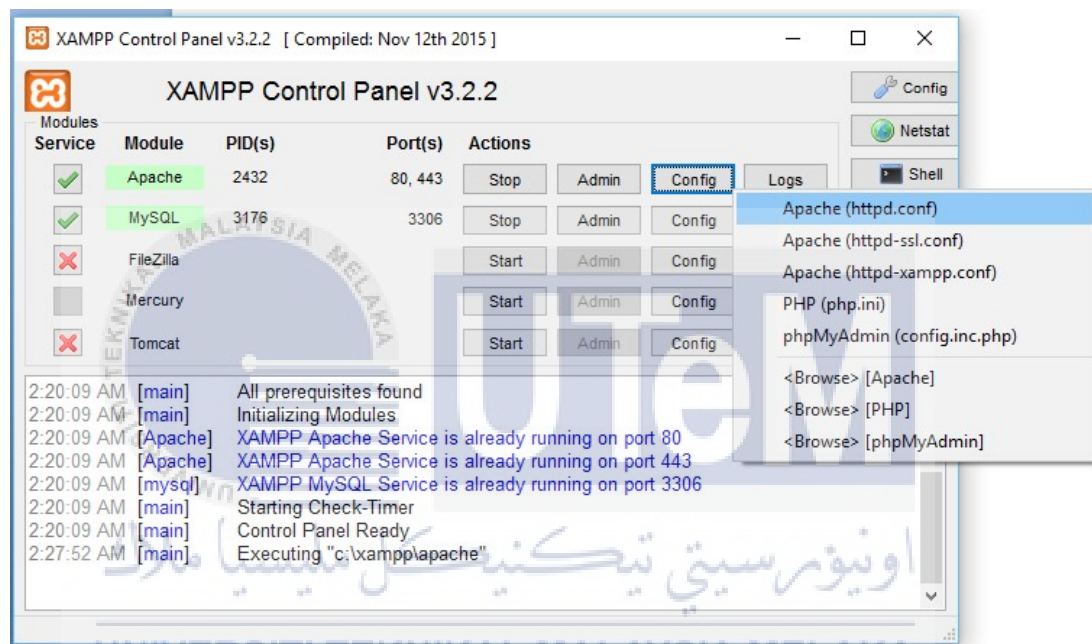 XAMPP Control Panel v3.2.2 [ Compiled: Nov 12th 2015 ]
XAMPP Control Panel v3.2.2
Config
Modules
Service Module PID(s) Port(s) Actions
Netstat
Apache 2432 80, 443 Stop Admin Config Logs
Shell
MySQL 3176 3306 Stop Admin Config
FileZilla Start Admin Config
Mercury Start Admin Config
Tomcat Start Admin Config
Apache (httpd.conf)
Apache (httpd-ssl.conf)
Apache (httpd-xampp.conf)
PHP (php.ini)
phpMyAdmin (config.inc.php)
<Browse> [Apache]
<Browse> [PHP]
<Browse> [phpMyAdmin]
2:20:09 AM [main] All prerequisites found
2:20:09 AM [main] Initializing Modules
2:20:09 AM [Apache] XAMPP Apache Service is already running on port 80
2:20:09 AM [Apache] XAMPP Apache Service is already running on port 443
2:20:09 AM [mysql] XAMPP MySQL Service is already running on port 3306
2:20:09 AM [main] Starting Check-Timer
2:20:09 AM [main] Control Panel Ready
2:27:52 AM [main] Executing "c:\xampp\apache"
UTeM
اونيۏرسيتي تيكنيكل مليسيا ملاك